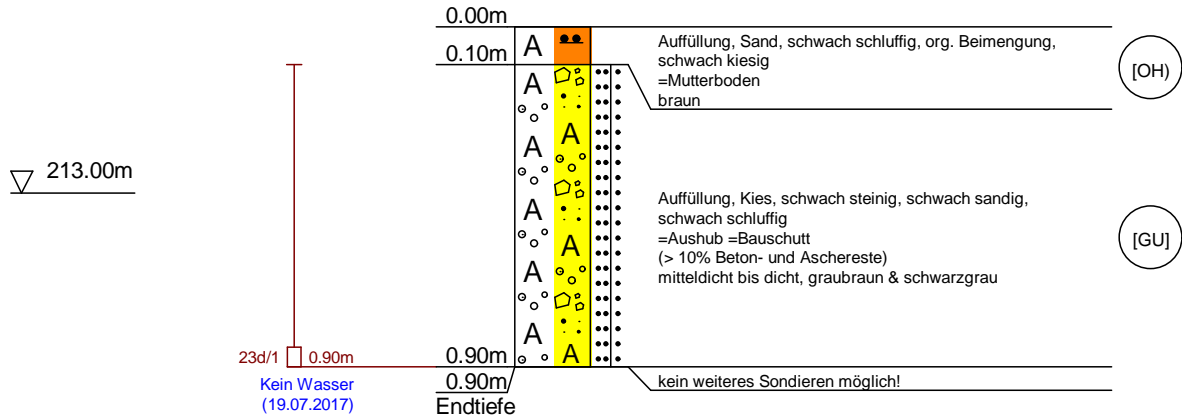 0.00m
A
Auffüllung, Sand, schwach schluffig, org. Beimengung,
schwach kiesig
=Mutterboden
braun
[OH)
0.10m
A
A
A
213.00m
A
Auffüllung, Kies, schwach steinig, schwach sandig,
schwach schluffig
=Aushub =Bauschutt
(> 10% Beton- und Aschereste)
mitteldicht bis dicht, graubraun & schwarzgrau
[GU]
A
A
A
A
23d/1
0.90m
0.90m
Kein Wasser
(19.07.2017)
0.90m
Endtiefe
kein weiteres Sondieren möglich!